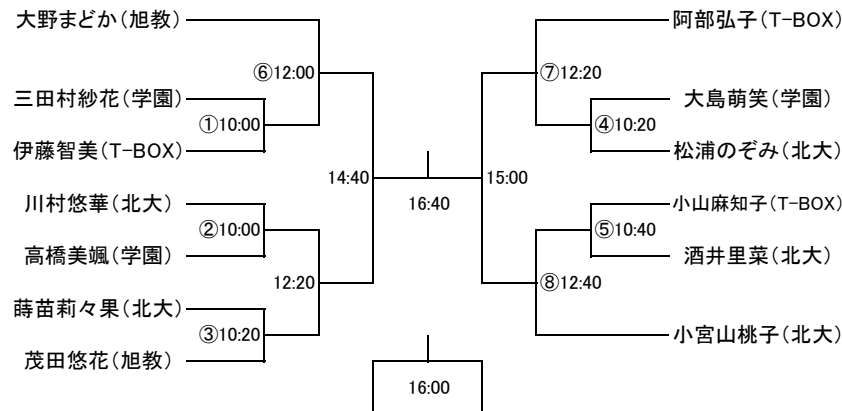 大野まどか(旭教)
⑥12:00
三田村紗花(学園)
①10:00
伊藤智美(T-BOX)
14:40
川村悠華(北大)
②10:00
高橋美颯(学園)
12:20
蒔苗莉々果(北大)
③10:20
茂田悠花(旭教)
16:40
16:00
阿部弘子(T-BOX)
⑦12:20
大島萌笑(学園)
④10:20
松浦のぞみ(北大)
15:00
小山麻知子(T-BOX)
⑤10:40
酒井里菜(北大)
⑧12:40
小宮山桃子(北大)